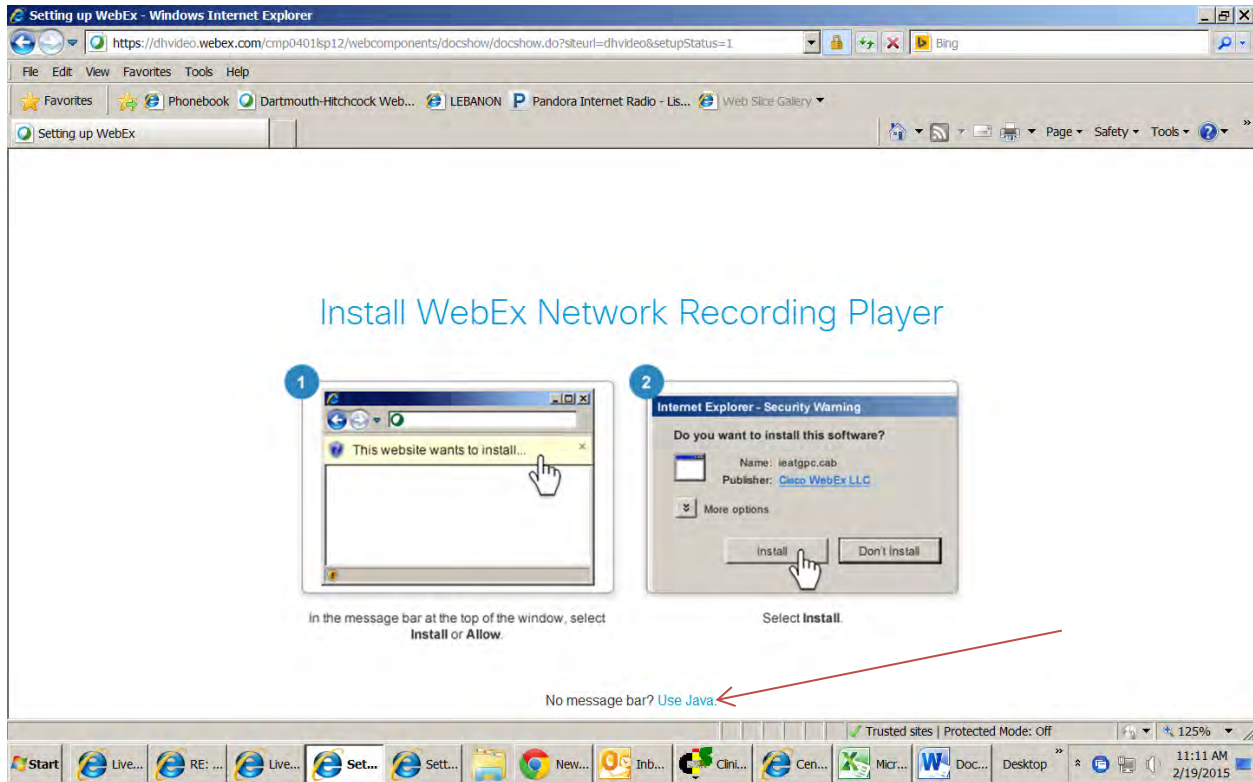 Setting up WebEx - Windows Internet Explorer
https://dhvideo.webex.com/cmp0401lsp12/webcomponents/docshow/docshow.do?siteurl=dhvideo&setupStatus=1
Bing
File Edit View Favorites Tools Help
Favorites Phonebook Dartmouth-Hitchcock Web... LEBANON Pandora Internet Radio - Lis... Web Slice Gallery
Setting up WebEx
Page Safety Tools
Install WebEx Network Recording Player
1
This website wants to install...
In the message bar at the top of the window, select
Install or Allow.
2
Internet Explorer - Security Warning
Do you want to install this software?
Name: ieatgpc.cab
Publisher: Cisco WebEx LLC
More options
Install Don't Install
Select Install.
No message bar? Use Java.
Trusted sites | Protected Mode: Off 125%
Start Live... RE: ... Live... Set... Sett... New... Inb... Clini... Cen... Micr... Doc... Desktop 11:11 AM
2/19/2015